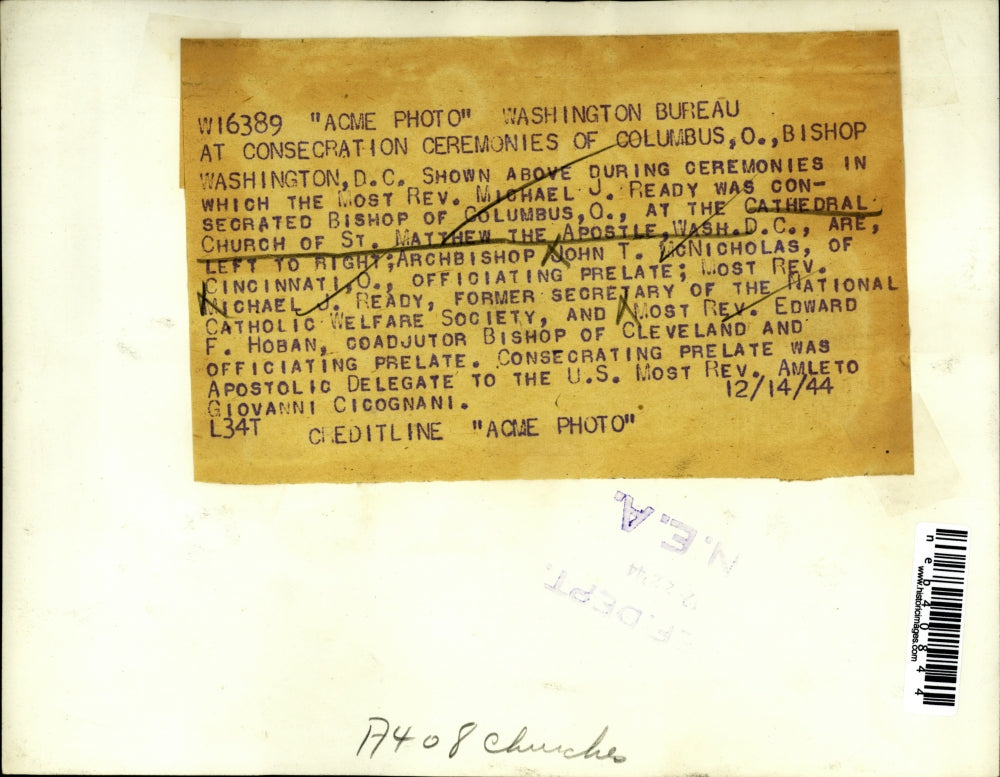 W16389 "ACME PHOTO" WASHINGTON BUREAU
AT CONSECRATION CEREMONIES OF COLUMBUS, O., BISHOP
WASHINGTON, D.C. SHOWN ABOVE DURING CEREMONIES IN
WHICH THE MOST REV. MICHAEL J. READY WAS CON-
SECRATED BISHOP OF COLUMBUS, O., AT THE CATHEDRAL
CHURCH OF ST. MATTHEW THE APOSTLE, WASH. D.C., ARE,
LEFT TO RIGHT; ARCHBISHOP JOHN T. MCNICHOLAS, OF
CINCINNATI, O., OFFICIATING PRELATE; MOST REV.
MICHAEL J. READY, FORMER SECRETARY OF THE NATIONAL
CATHOLIC WELFARE SOCIETY, AND MOST REV. EDWARD
F. HOBAN, COADJUTOR BISHOP OF CLEVELAND AND
OFFICIATING PRELATE. CONSECRATING PRELATE WAS
APOSTOLIC DELEGATE TO THE U.S. MOST REV. AMLETO
GIOVANNI CICOGNANI. 12/14/44
L34T CREDITLINE "ACME PHOTO"
N.E.A.
DEPT.
neb40844
www.historicimages.com
A408 churches